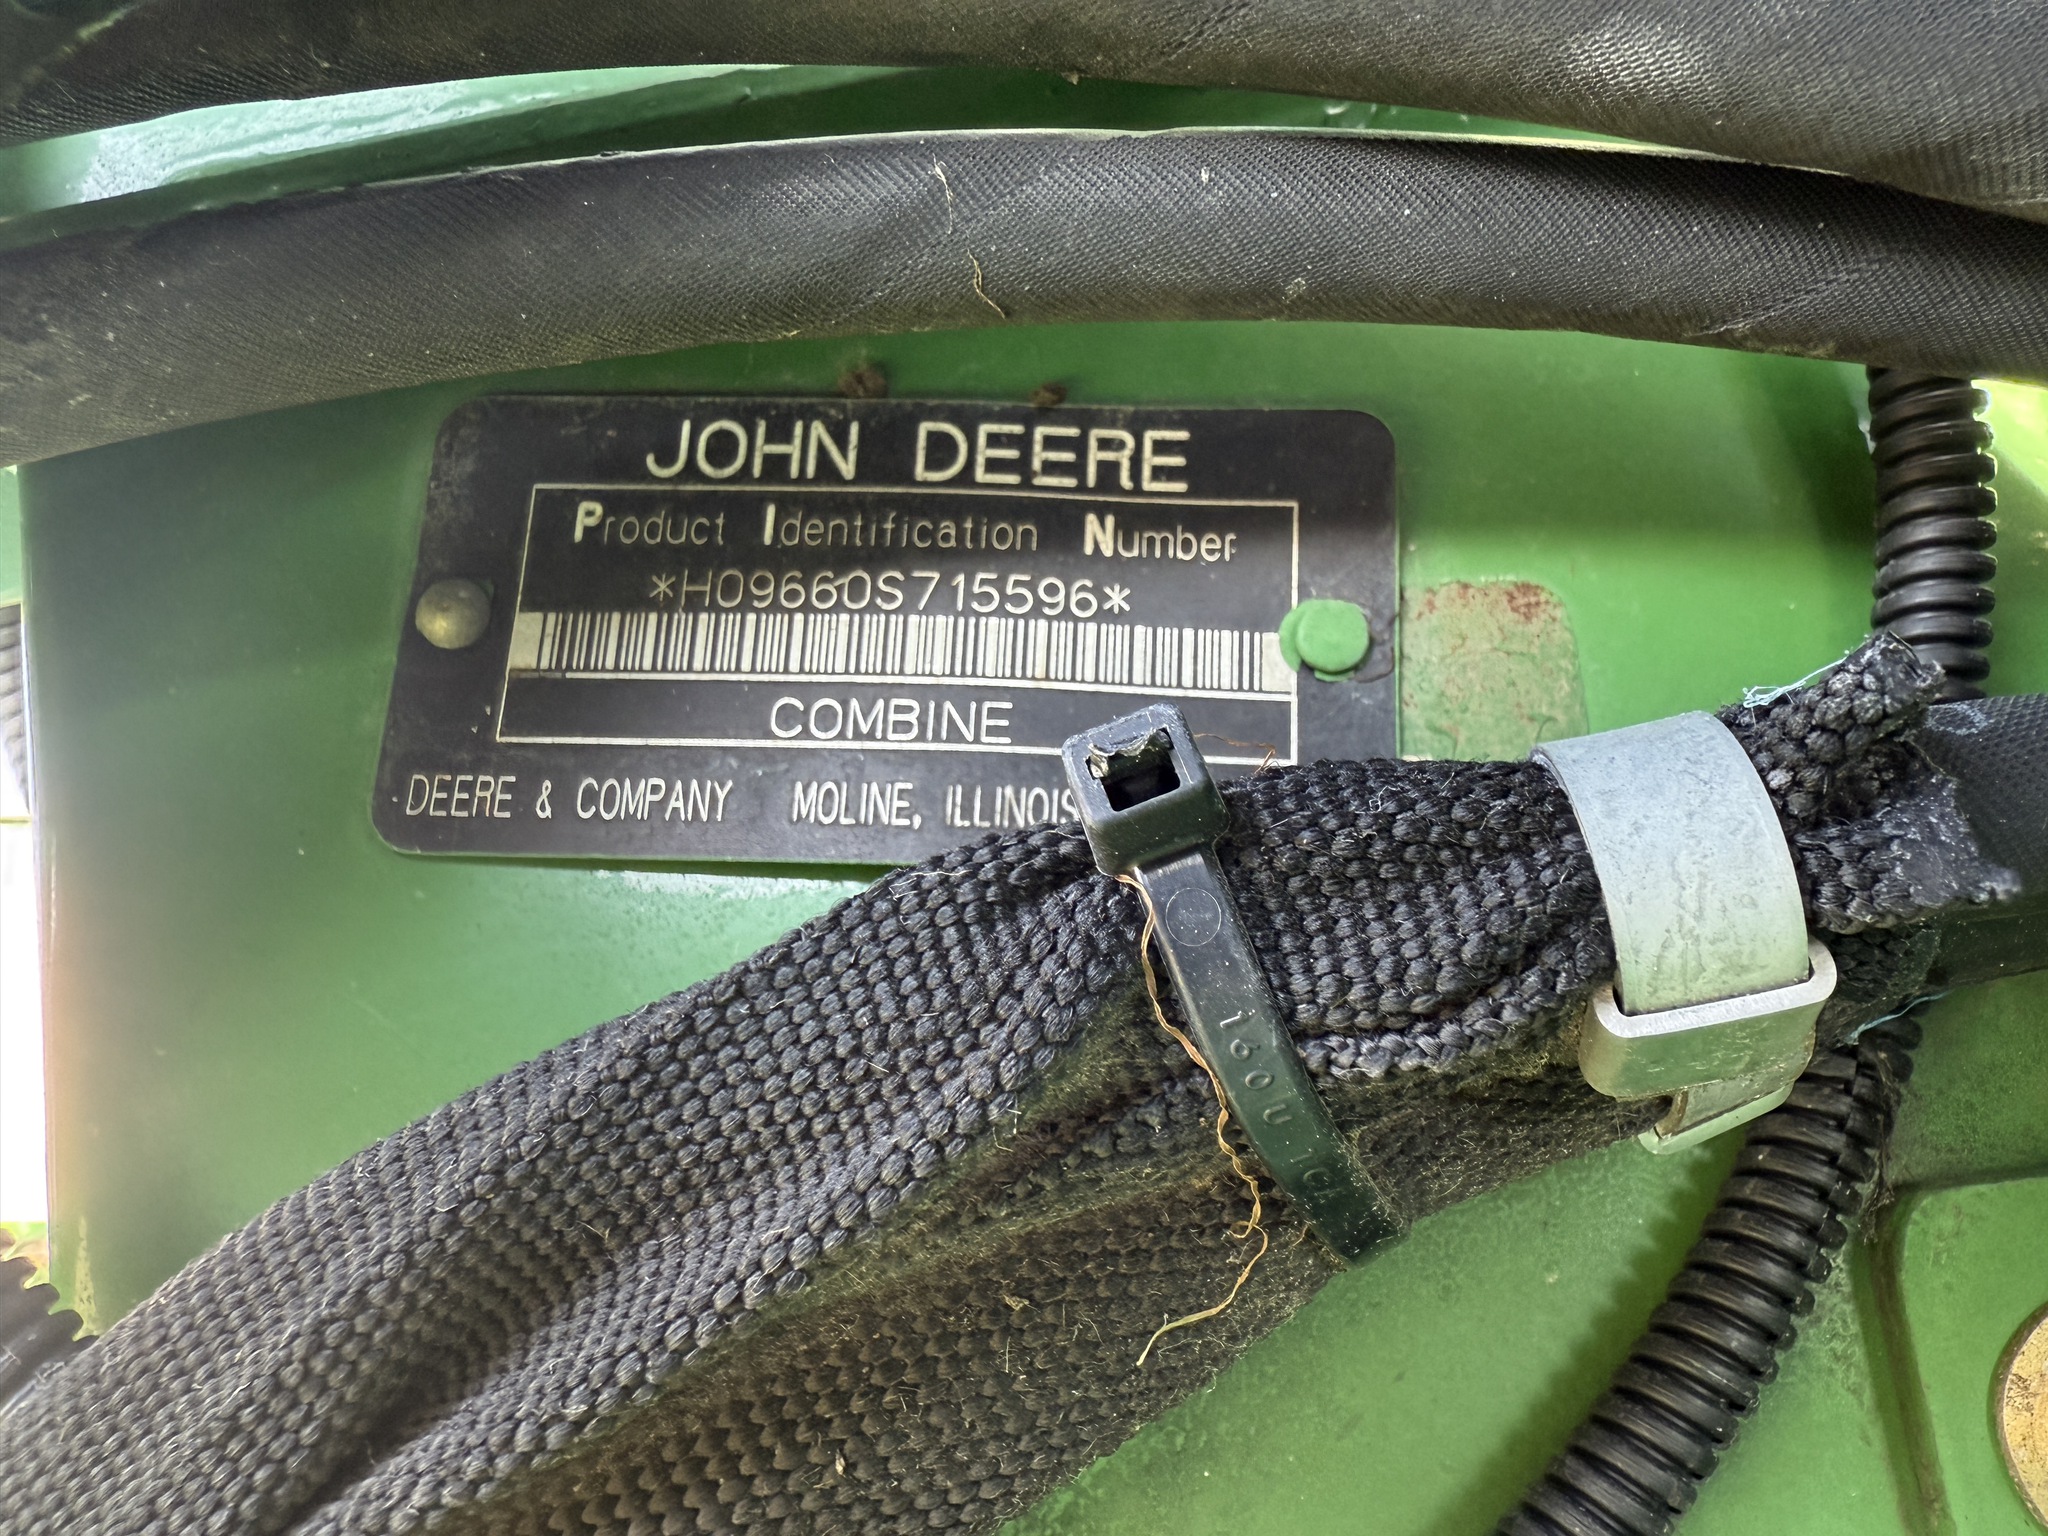 JOHN DEERE
Product Identification Number
*H09660S715596*
COMBINE
DEERE & COMPANY MOLINE, ILLINOIS